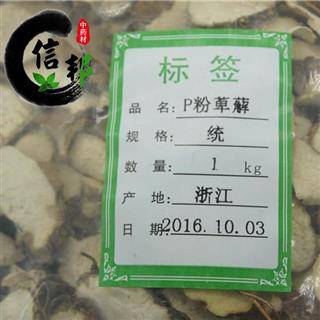 中药材
信邦
标签
品 名: P粉萆薢
规 格: 统
数 量: 1 kg
产 地: 浙江
日 期: 2016.10.03